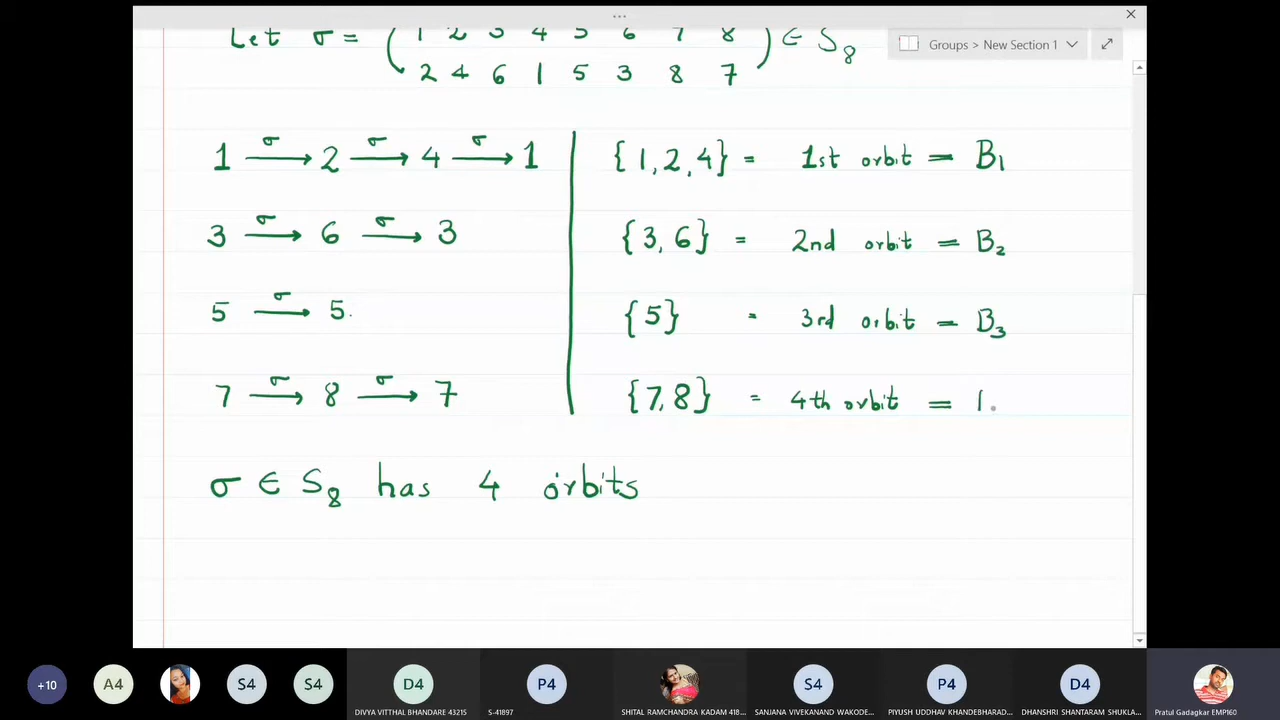 Groups > New Section 1
Let σ = ( 1 2 3 4 5 6 7 8 ) ∈ S₈
2 4 6 1 5 3 8 7
1 →σ 2 →σ 4 →σ 1 | {1,2,4} = 1st orbit = B₁
3 →σ 6 →σ 3 | {3,6} = 2nd orbit = B₂
5 →σ 5. | {5} = 3rd orbit = B₃
7 →σ 8 →σ 7 | {7,8} = 4th orbit =
σ ∈ S₈ has 4 orbits
+10 A4 S4 S4 D4 P4 S4 P4 D4
DIVYA VITTHAL BHANDARE 43215 S-41897 SHITAL RAMCHANDRA KADAM 418... SANJANA VIVEKANAND WAKODE... PIYUSH UDDHAV KHANDEBHARAD... DHANSHRI SHANTARAM SHUKLA... Pratul Gadagkar EMP160